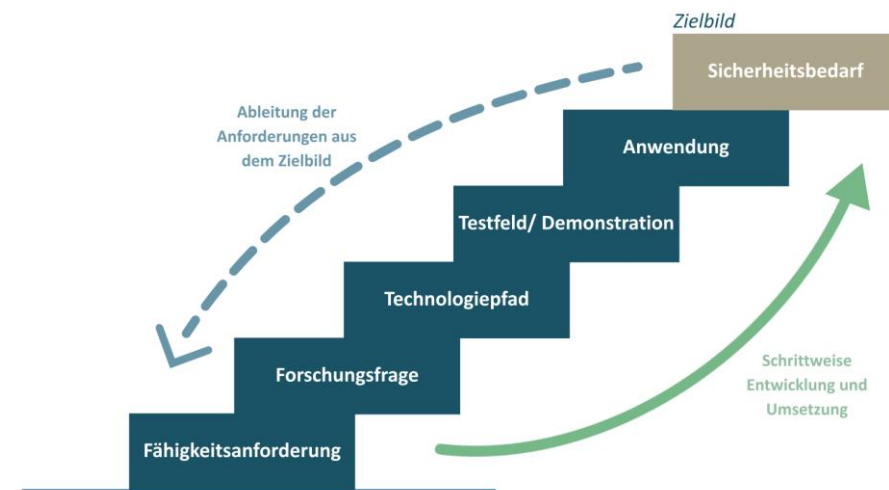 Zielbild
Sicherheitsbedarf
Ableitung der
Anforderungen aus
dem Zielbild
Anwendung
Testfeld/ Demonstration
Technologiepfad
Schrittweise
Entwicklung und
Umsetzung
Forschungsfrage
Fähigkeitsanforderung